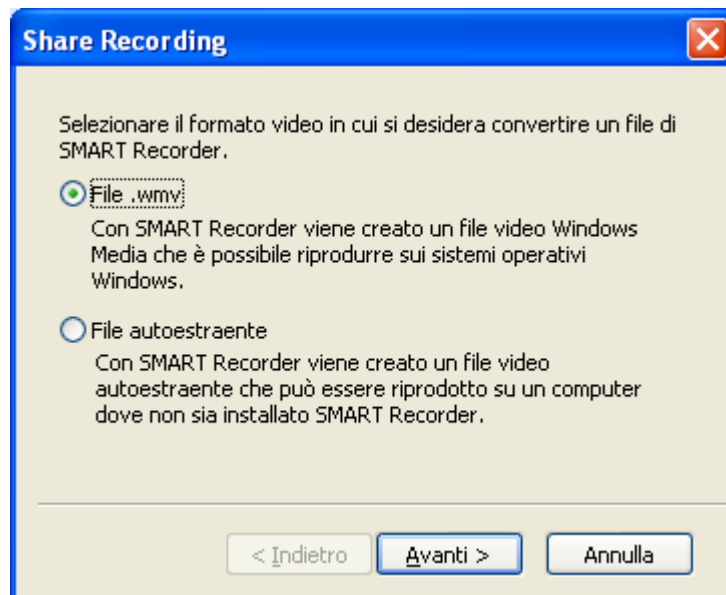 Share Recording
Selezionare il formato video in cui si desidera convertire un file di
SMART Recorder.
File .wmv
Con SMART Recorder viene creato un file video Windows
Media che è possibile riprodurre sui sistemi operativi
Windows.
File autoestraente
Con SMART Recorder viene creato un file video
autoestraente che può essere riprodotto su un computer
dove non sia installato SMART Recorder.
< Indietro Avanti > Annulla